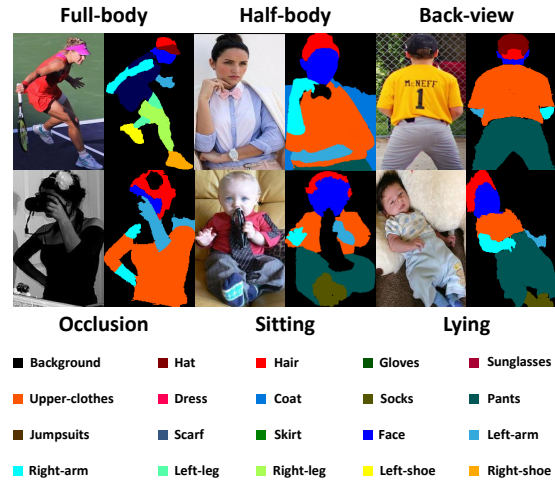 Full-body Half-body Back-view
McNEFF
1
Occlusion Sitting Lying
Background Hat Hair Gloves Sunglasses
Upper-clothes Dress Coat Socks Pants
Jumpsuits Scarf Skirt Face Left-arm
Right-arm Left-leg Right-leg Left-shoe Right-shoe